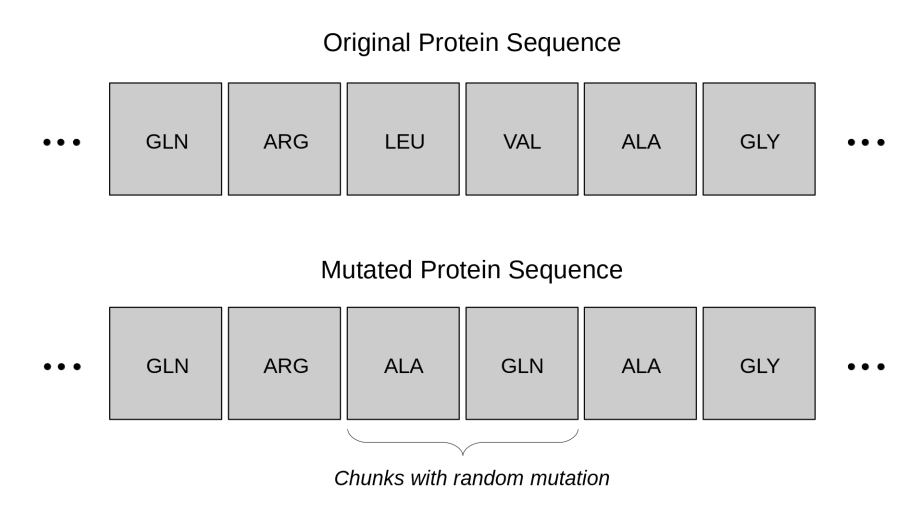 Original Protein Sequence
••• GLN ARG LEU VAL ALA GLY •••
Mutated Protein Sequence
••• GLN ARG ALA GLN ALA GLY •••
Chunks with random mutation